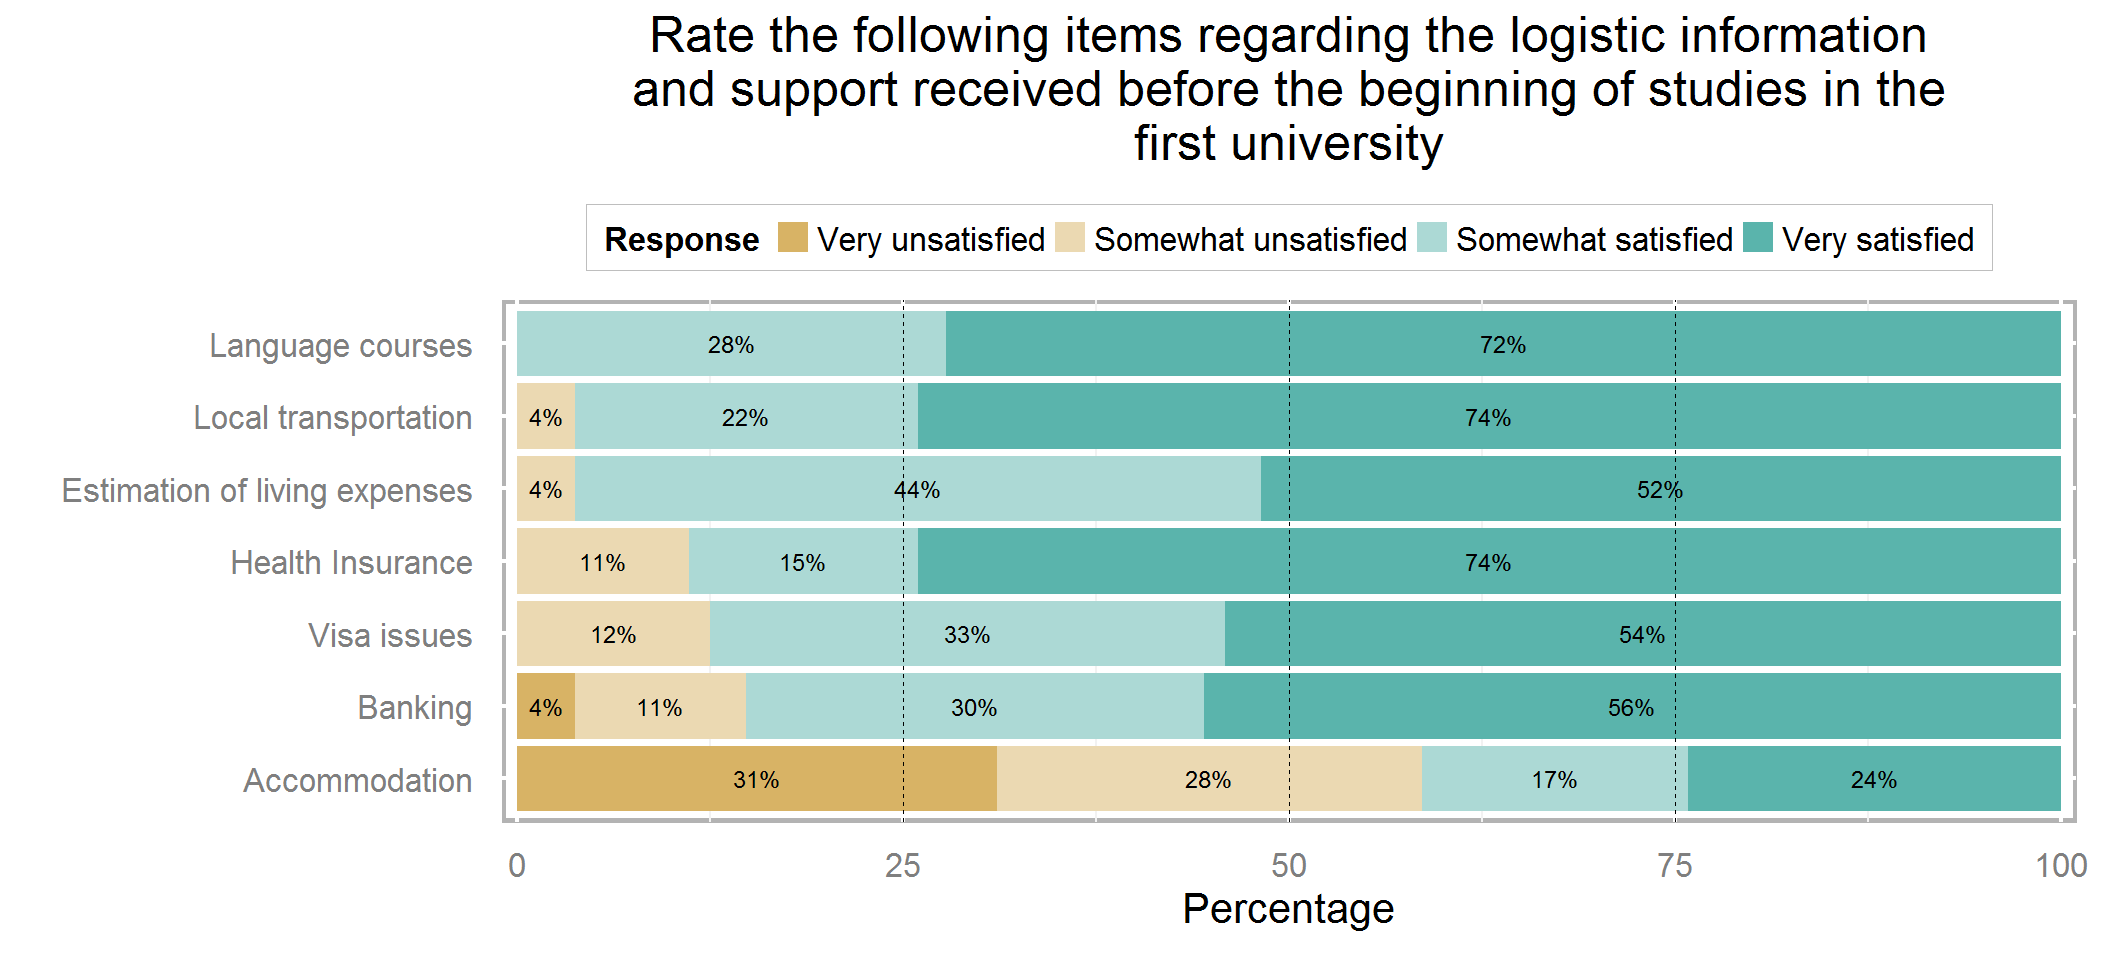 Rate the following items regarding the logistic information
and support received before the beginning of studies in the
first university
Response Very unsatisfied Somewhat unsatisfied Somewhat satisfied Very satisfied
Language courses 28% 72%
Local transportation 4% 22% 74%
Estimation of living expenses 4% 44% 52%
Health Insurance 11% 15% 74%
Visa issues 12% 33% 54%
Banking 4% 11% 30% 56%
Accommodation 31% 28% 17% 24%
0 25 50 75 100
Percentage